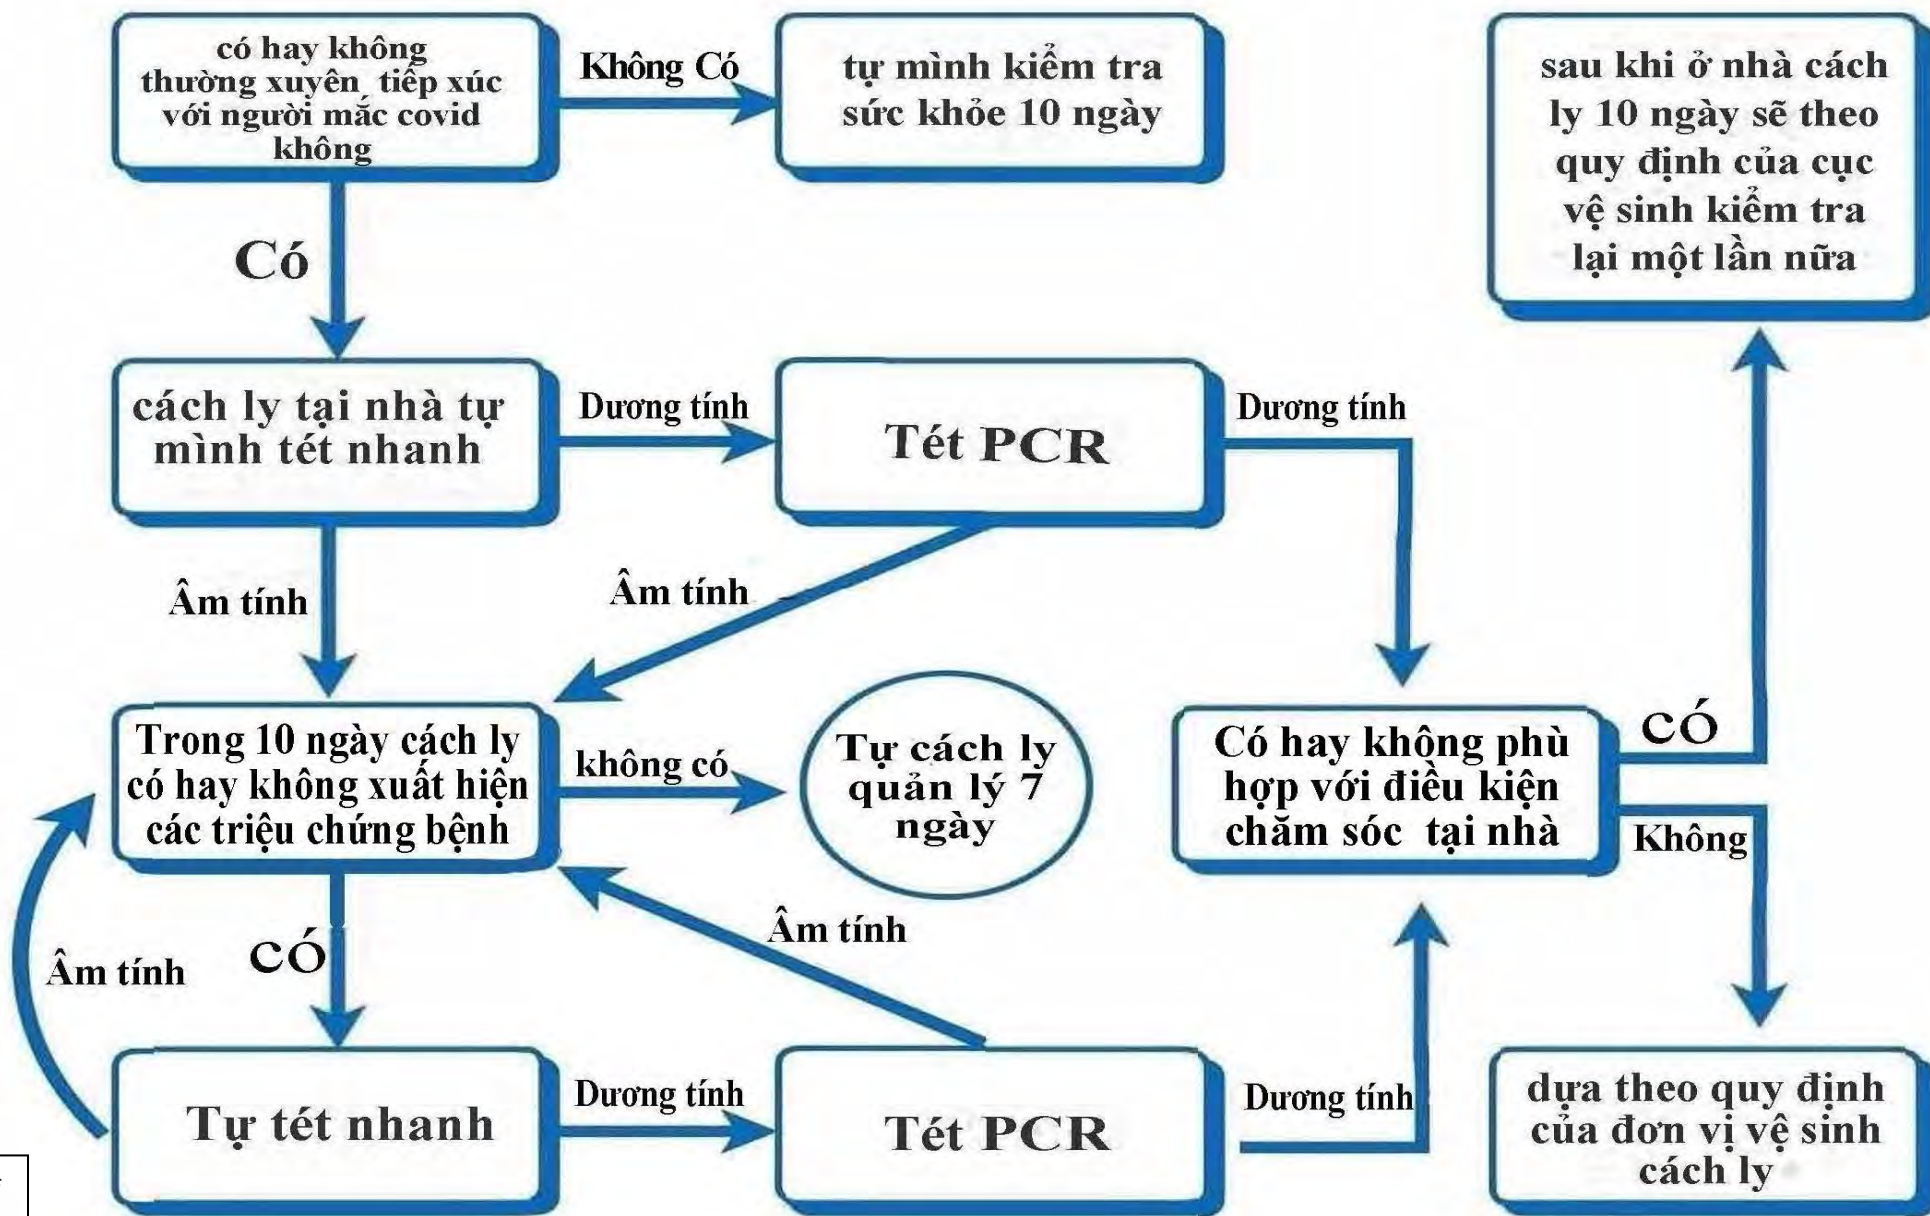 có hay không
thường xuyên tiếp xúc
với người mắc covid
không
Không Có
tự mình kiểm tra
sức khỏe 10 ngày
sau khi ở nhà cách
ly 10 ngày sẽ theo
quy định của cục
vệ sinh kiểm tra
lại một lần nữa
Có
cách ly tại nhà tự
mình tét nhanh
Dương tính
Tét PCR
Dương tính
Âm tính
Âm tính
Trong 10 ngày cách ly
có hay không xuất hiện
các triệu chứng bệnh
không có
Tự cách ly
quản lý 7
ngày
Có hay không phù
hợp với điều kiện
chăm sóc tại nhà
CÓ
Không
Âm tính
CÓ
Âm tính
Tự tét nhanh
Dương tính
Tét PCR
Dương tính
dựa theo quy định
của đơn vị vệ sinh
cách ly